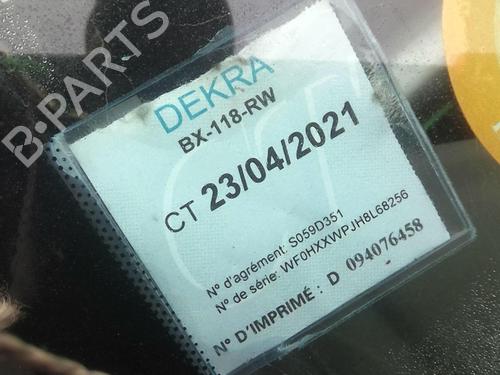 B-PARTS
DEKRA
BX-118-RW
CT 23/04/2021
N° d'agrément: S059D351
N° de série: WF0HXXWPJH8L68256
N° D'IMPRIMÉ : D 094076458